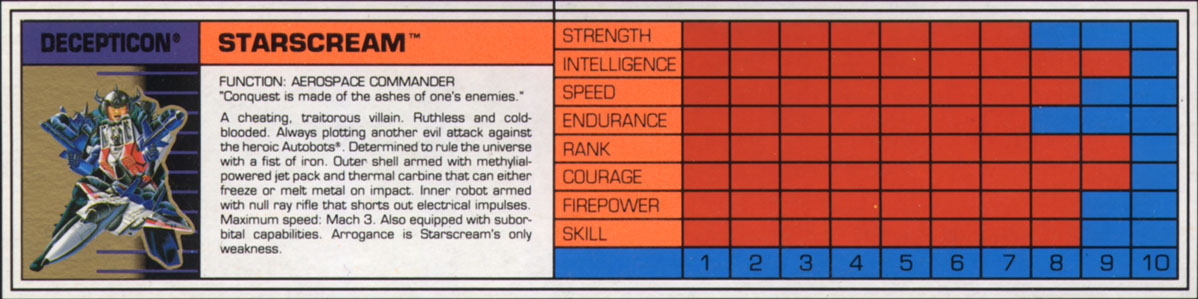 DECEPTICON®
STARSCREAM™
FUNCTION: AEROSPACE COMMANDER
"Conquest is made of the ashes of one's enemies."
A cheating, traitorous villain. Ruthless and cold-
blooded. Always plotting another evil attack against
the heroic Autobots®. Determined to rule the universe
with a fist of iron. Outer shell armed with methylial-
powered jet pack and thermal carbine that can either
freeze or melt metal on impact. Inner robot armed
with null ray rifle that shorts out electrical impulses.
Maximum speed: Mach 3. Also equipped with subor-
bital capabilities. Arrogance is Starscream's only
weakness.
STRENGTH
INTELLIGENCE
SPEED
ENDURANCE
RANK
COURAGE
FIREPOWER
SKILL
1 2 3 4 5 6 7 8 9 10